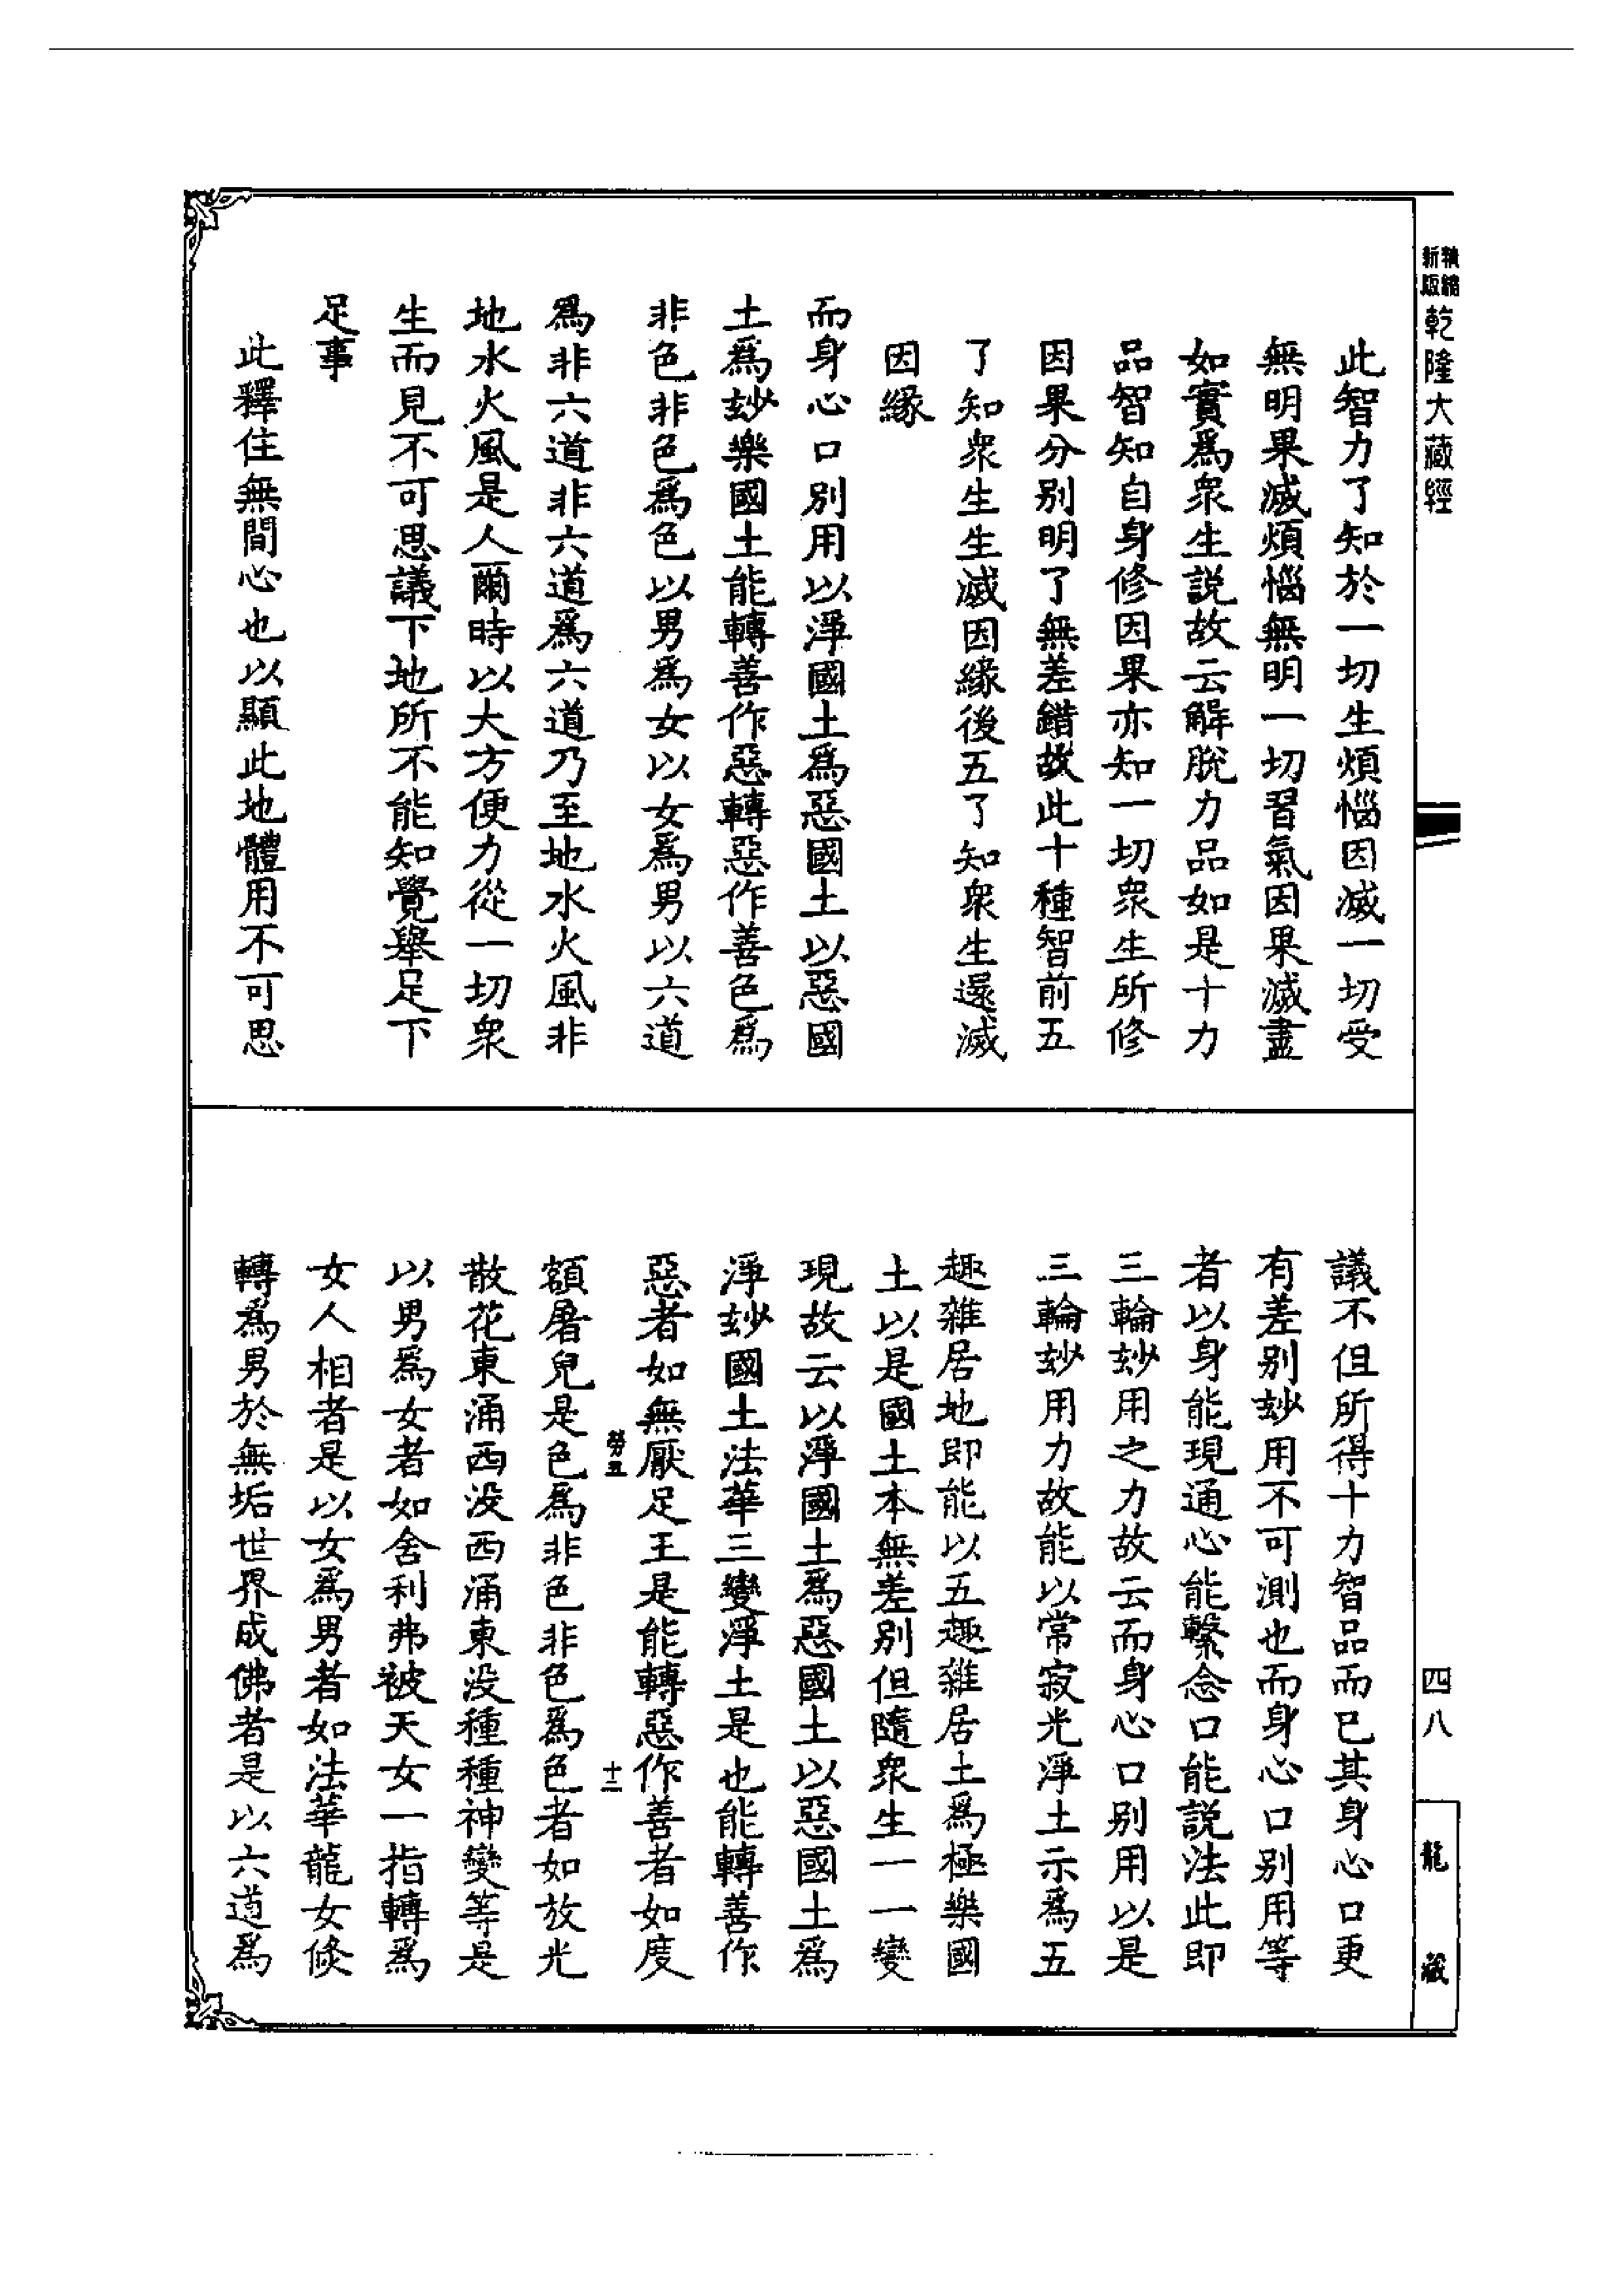 新版精縮乾隆大藏經
此智力了知於一切生煩惱因滅一切受
無明果滅煩惱無明一切習氣因果滅盡
如實爲衆生説故云解脫力品如是十力
品智知自身修因果亦知一切衆生所修
因果分別明了無差錯故此十種智前五
了知衆生生滅因緣後五了知衆生還滅
因緣
而身心口別用以淨國土爲惡國土以惡國
土爲玅樂國土能轉善作惡轉惡作善色爲
非色非色爲色以男爲女以女爲男以六道
爲非六道非六道爲六道乃至地水火風非
地水火風是人爾時以大方便力從一切衆
生而見不可思議下地所不能知覺舉足下
足事
此釋住無間心也以顯此地體用不可思
議不但所得十力智品而已其身心口更
有差别玅用不可測也而身心口别用等
者以身能現通心能繫念口能説法此即
三輪玅用之力故云而身心口别用以是
三輪玅用力故能以常寂光淨土示爲五
趣雜居地即能以五趣雜居土爲極樂國
土以是國土本無差别但隨衆生一一變
現故云以淨國土爲惡國土以惡國土爲
淨玅國土法華三變淨土是也能轉善作
惡者如無厭足王是能轉惡作善者如度
勞五 十二
額屠兒是色爲非色非色爲色者如放光
散花東涌西没西涌東没種種神變等是
以男爲女者如舍利弗被天女一指轉爲
女人相者是以女爲男者如法華龍女倏
轉爲男於無垢世界成佛者是以六道爲
四八
龍藏